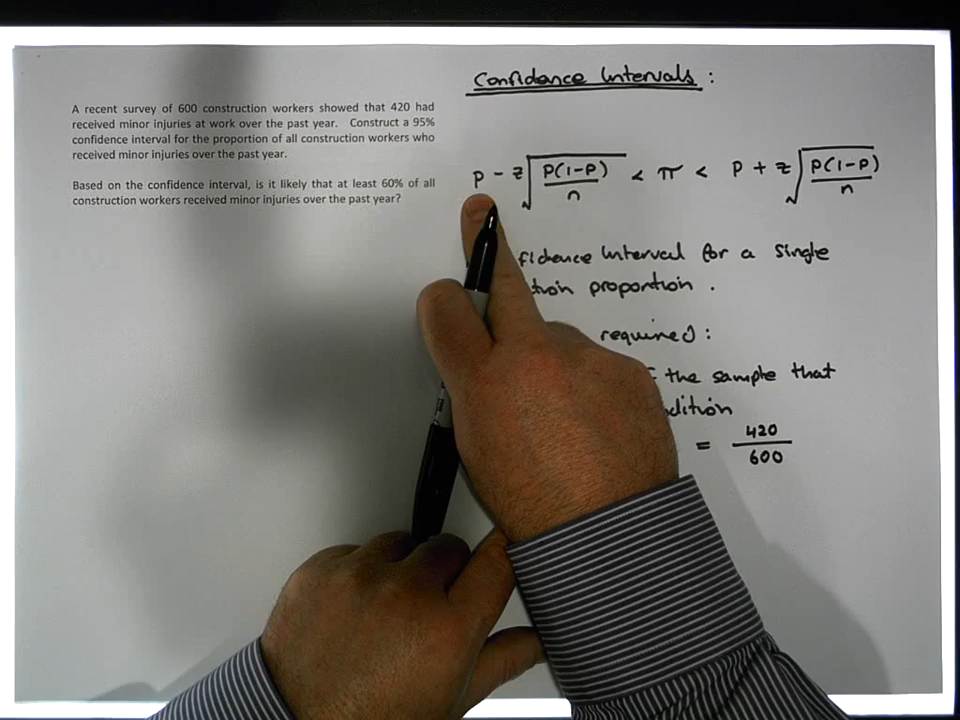 Confidence Intervals :
A recent survey of 600 construction workers showed that 420 had
received minor injuries at work over the past year. Construct a 95%
confidence interval for the proportion of all construction workers who
received minor injuries over the past year.
Based on the confidence interval, is it likely that at least 60% of all
construction workers received minor injuries over the past year?
p - z√(p(1-p)/n) < π < p + z√(p(1-p)/n)
Interval for a single
proportion .
required :
the sample that
= 420/600